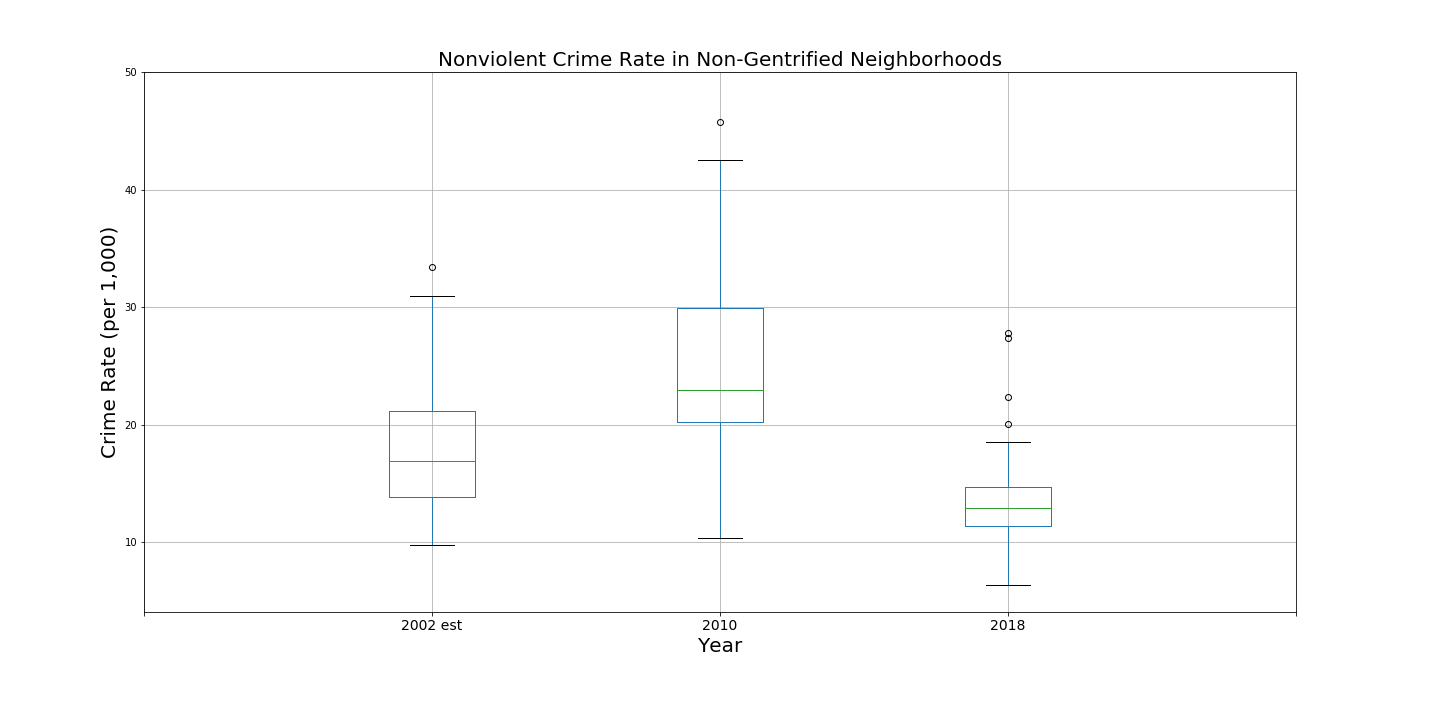 Nonviolent Crime Rate in Non-Gentrified Neighborhoods
50
40
30
20
10
Crime Rate (per 1,000)
2002 est
2010
2018
Year